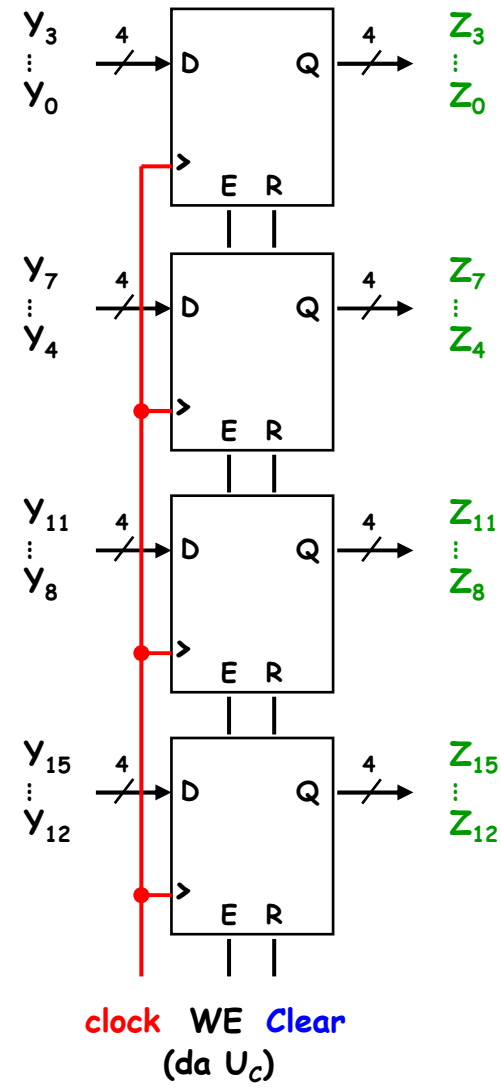 Y3 4 D Q 4 Z3
⋮ ⋮
Y0 Z0
>
E R
Y7 4 D Q 4 Z7
⋮ ⋮
Y4 Z4
>
E R
Y11 4 D Q 4 Z11
⋮ ⋮
Y8 Z8
>
E R
Y15 4 D Q 4 Z15
⋮ ⋮
Y12 Z12
>
E R
clock WE Clear
(da UC)